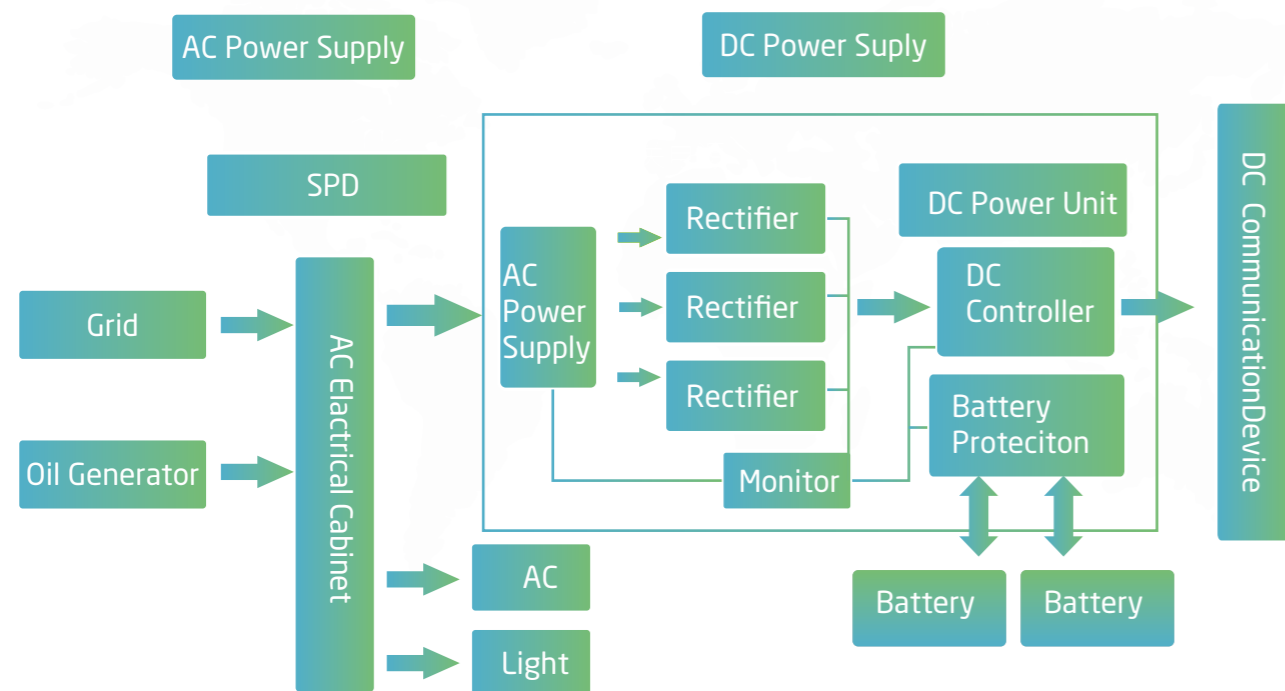 AC Power Supply
DC Power Suply
SPD
Grid
Oil Generator
AC Elactrical Cabinet
AC
Light
AC
Power
Supply
Rectifier
Rectifier
Rectifier
Monitor
DC Power Unit
DC
Controller
Battery
Proteciton
Battery
Battery
DC CommunicationDevice